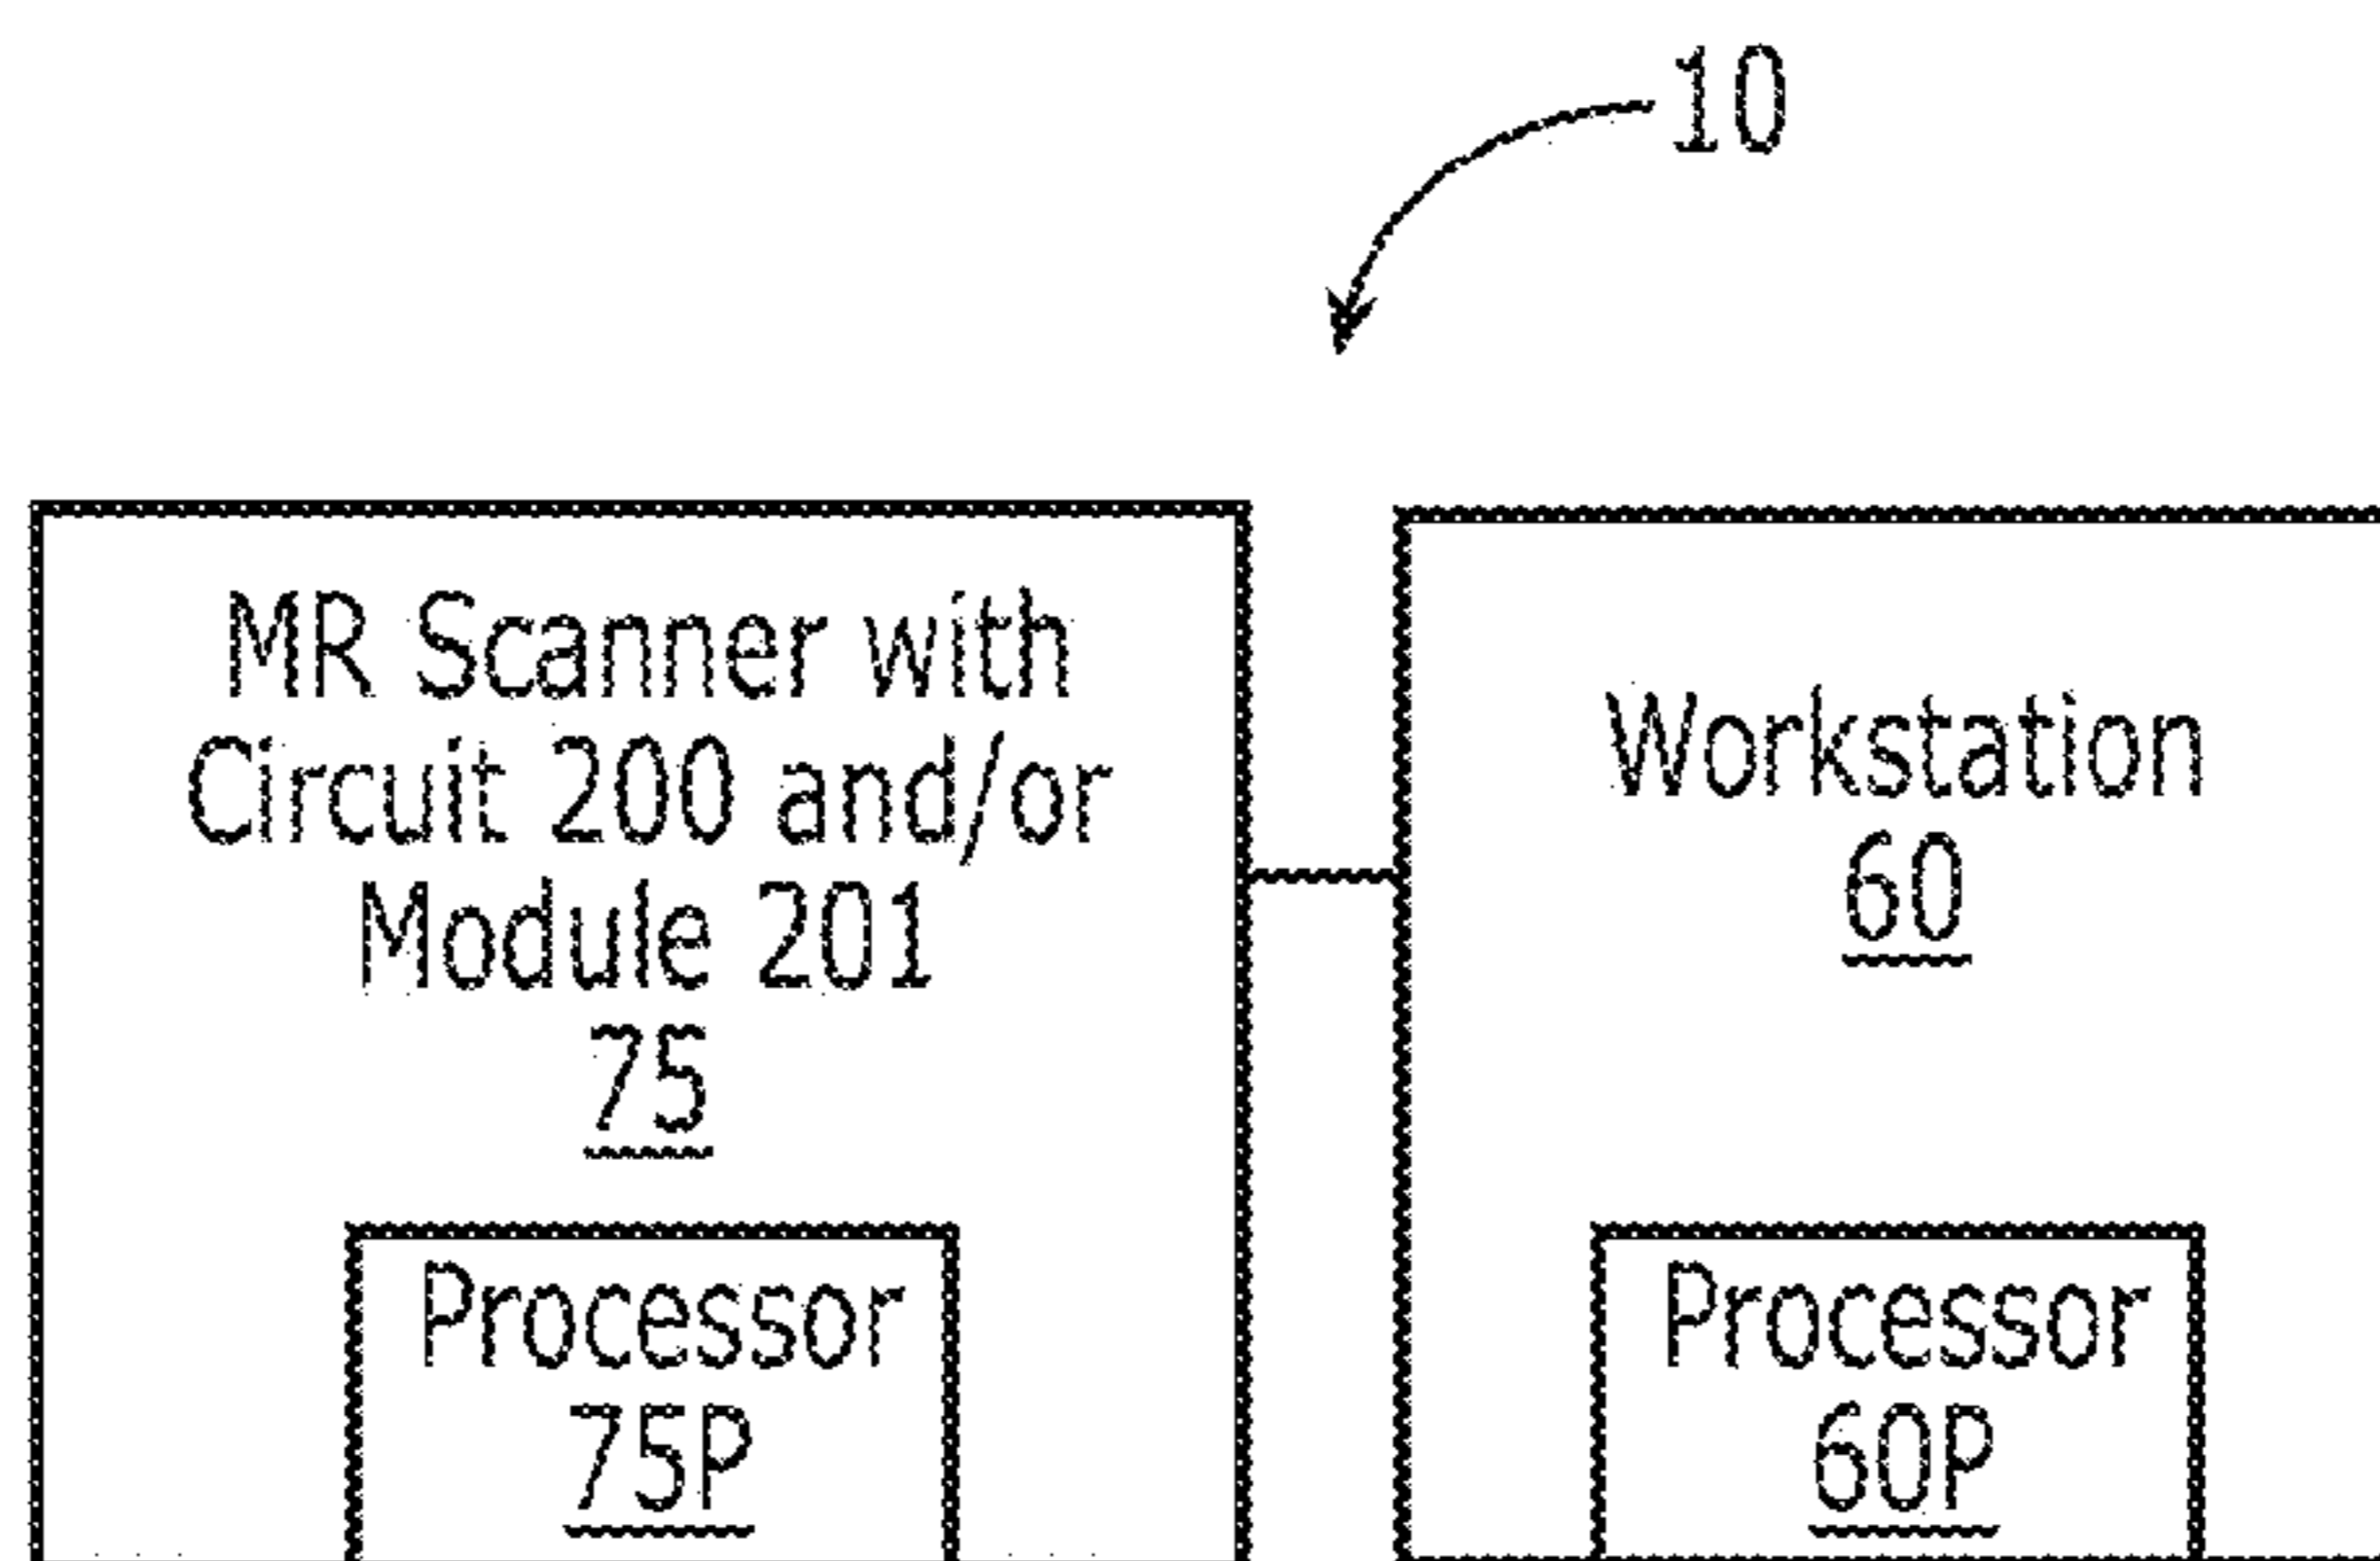 10
MR Scanner with
Circuit 200 and/or
Module 201
75
Processor
75P
Workstation
60
Processor
60P